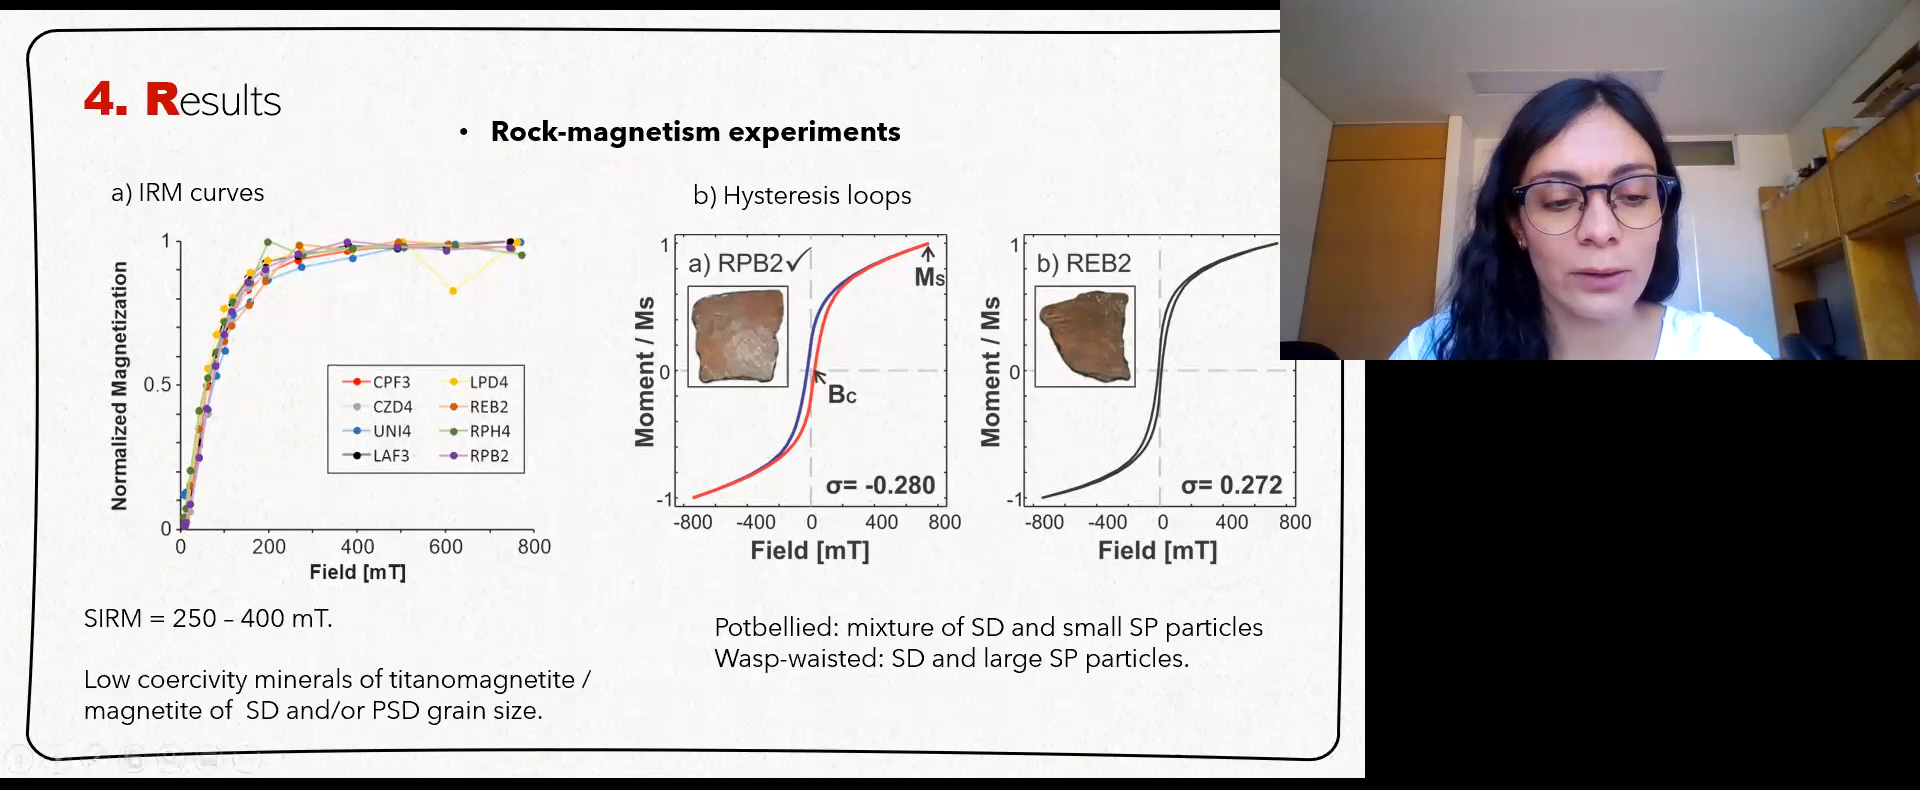 4. Results
• Rock-magnetism experiments
a) IRM curves
1
0.5
0
Normalized Magnetization
0 200 400 600 800
Field [mT]
CPF3 LPD4
CZD4 REB2
UNI4 RPH4
LAF3 RPB2
SIRM = 250 – 400 mT.
Low coercivity minerals of titanomagnetite /
magnetite of SD and/or PSD grain size.
b) Hysteresis loops
a) RPB2✓
Ms
Bc
σ= -0.280
1
0
-1
Moment / Ms
-800 -400 0 400 800
Field [mT]
b) REB2
σ= 0.272
1
0
-1
Moment / Ms
-800 -400 0 400 800
Field [mT]
Potbellied: mixture of SD and small SP particles
Wasp-waisted: SD and large SP particles.